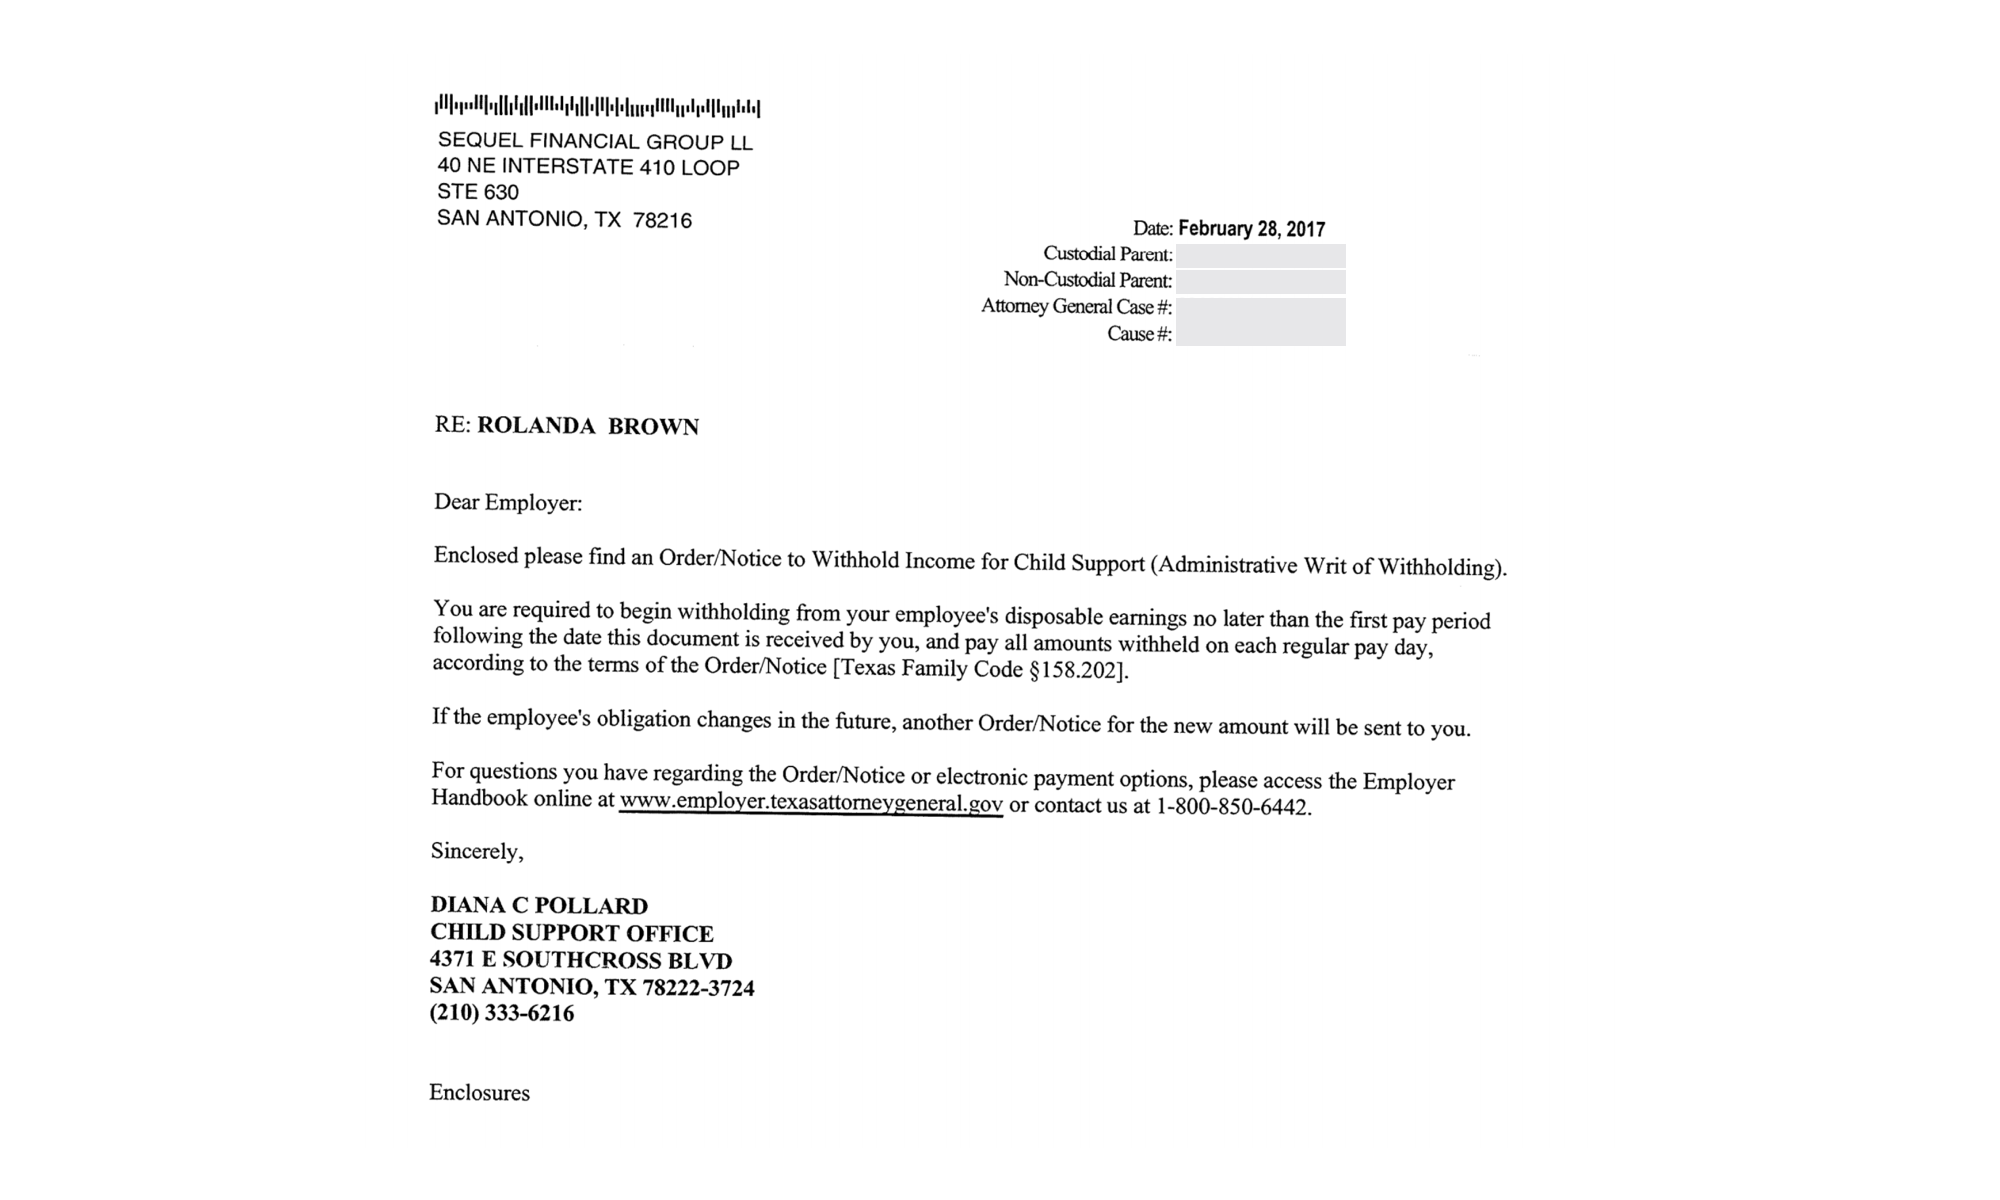 SEQUEL FINANCIAL GROUP LL
40 NE INTERSTATE 410 LOOP
STE 630
SAN ANTONIO, TX 78216
Date: February 28, 2017
Custodial Parent:
Non-Custodial Parent:
Attorney General Case #:
Cause #:
RE: ROLANDA BROWN
Dear Employer:
Enclosed please find an Order/Notice to Withhold Income for Child Support (Administrative Writ of Withholding).
You are required to begin withholding from your employee's disposable earnings no later than the first pay period
following the date this document is received by you, and pay all amounts withheld on each regular pay day,
according to the terms of the Order/Notice [Texas Family Code §158.202].
If the employee's obligation changes in the future, another Order/Notice for the new amount will be sent to you.
For questions you have regarding the Order/Notice or electronic payment options, please access the Employer
Handbook online at www.employer.texasattorneygeneral.gov or contact us at 1-800-850-6442.
Sincerely,
DIANA C POLLARD
CHILD SUPPORT OFFICE
4371 E SOUTHCROSS BLVD
SAN ANTONIO, TX 78222-3724
(210) 333-6216
Enclosures